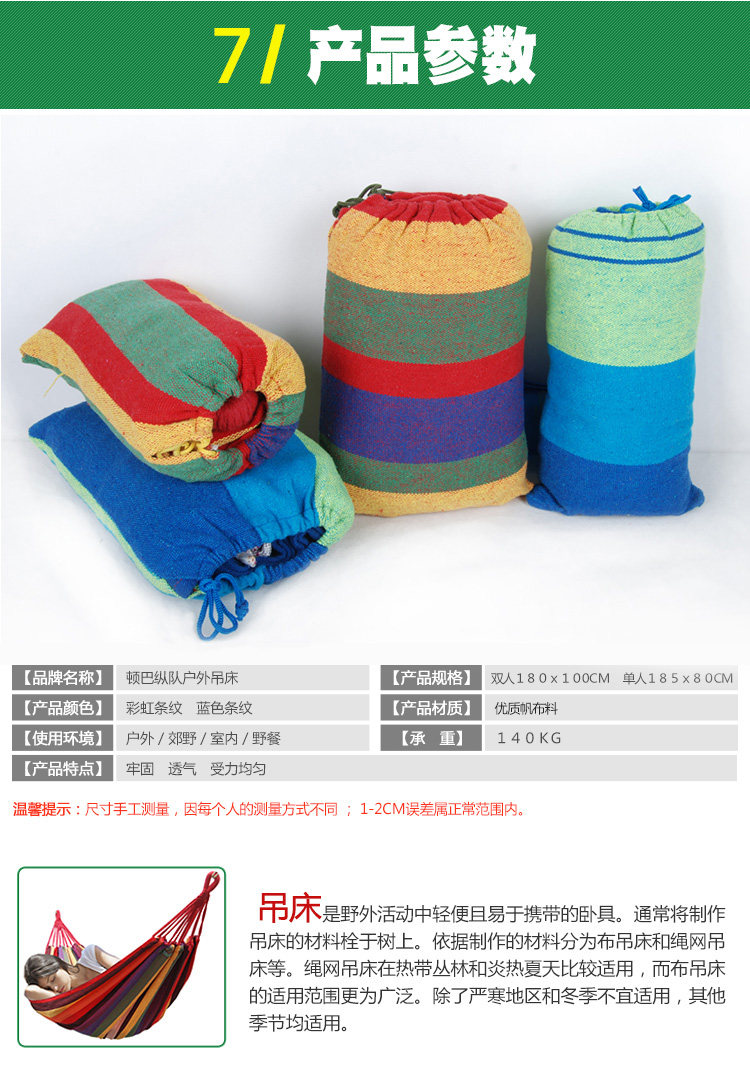 7/ 产品参数
【品牌名称】 顿巴纵队户外吊床 【产品规格】 双人180x100CM 单人185x80CM
【产品颜色】 彩虹条纹 蓝色条纹 【产品材质】 优质帆布料
【使用环境】 户外/郊野/室内/野餐 【承 重】 140KG
【产品特点】 牢固 透气 受力均匀
温馨提示：尺寸手工测量，因每个人的测量方式不同 ； 1-2CM误差属正常范围内。
吊床是野外活动中轻便且易于携带的卧具。通常将制作
吊床的材料栓于树上。依据制作的材料分为布吊床和绳网吊
床等。绳网吊床在热带丛林和炎热夏天比较适用，而布吊床
的适用范围更为广泛。除了严寒地区和冬季不宜适用，其他
季节均适用。